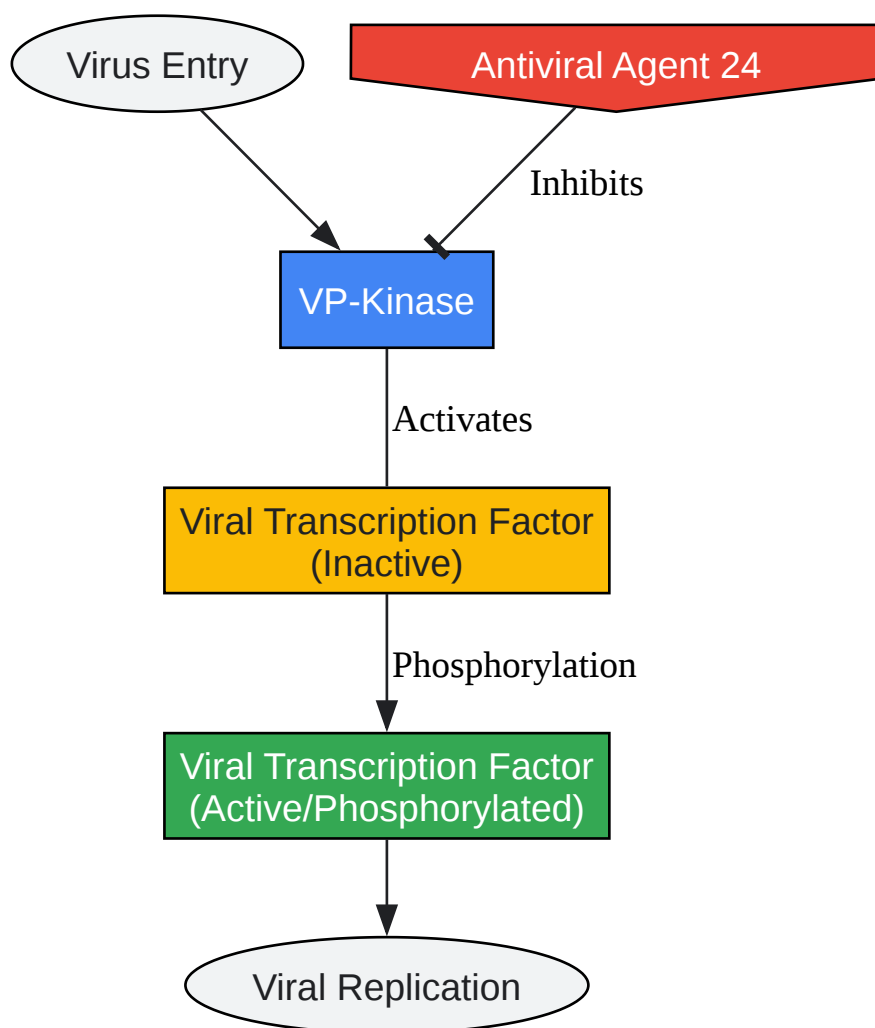 Virus Entry
Antiviral Agent 24
Inhibits
VP-Kinase
Activates
Viral Transcription Factor
(Inactive)
Phosphorylation
Viral Transcription Factor
(Active/Phosphorylated)
Viral Replication